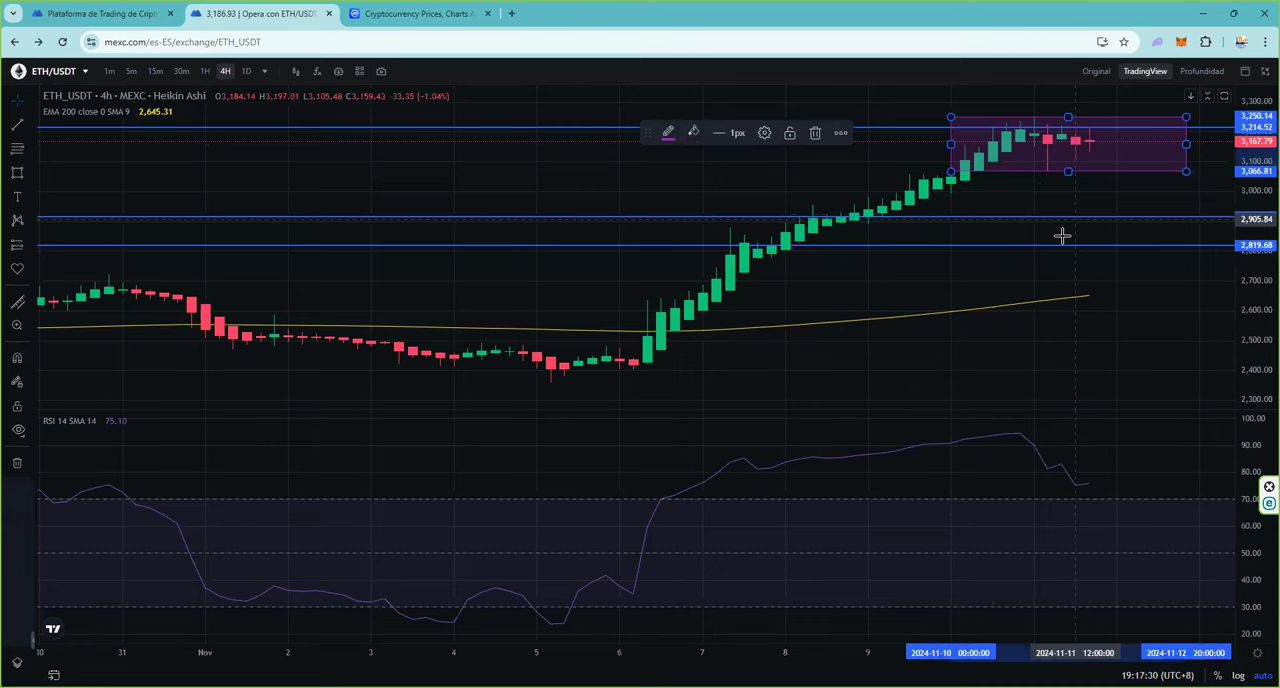 Plataforma de Trading de Cripto
3,186.93 | Opera con ETH/USDT
Cryptocurrency Prices, Charts A
mexc.com/es-ES/exchange/ETH_USDT
ETH/USDT 1m 5m 15m 30m 1H 4H 1D Original TradingView Profundidad
ETH_USDT · 4h · MEXC · Heikin Ashi O3,184.14 H3,197.01 L3,105.48 C3,159.43 -33.35 (-1.04%)
EMA 200 close 0 SMA 9 2,645.31
1px
3,300.00
3,250.14
3,214.52
3,167.79
3,100.00
3,066.81
3,000.00
2,905.84
2,819.68
2,700.00
2,600.00
2,500.00
2,400.00
2,300.00
RSI 14 SMA 14 75.10
100.00
90.00
80.00
70.00
60.00
50.00
40.00
30.00
20.00
31 Nov 2 3 4 5 6 7 8 9 2024-11-10 00:00:00 2024-11-11 12:00:00 2024-11-12 20:00:00
19:17:30 (UTC+8) % log auto